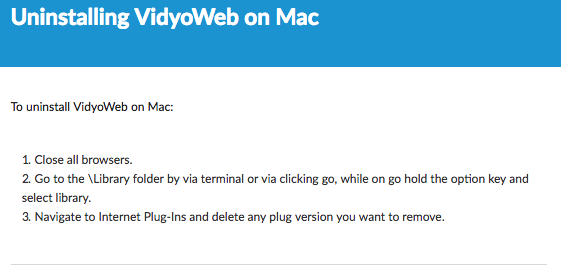 Uninstalling VidyoWeb on Mac
To uninstall VidyoWeb on Mac:
1. Close all browsers.
2. Go to the \Library folder by via terminal or via clicking go, while on go hold the option key and
select library.
3. Navigate to Internet Plug-Ins and delete any plug version you want to remove.